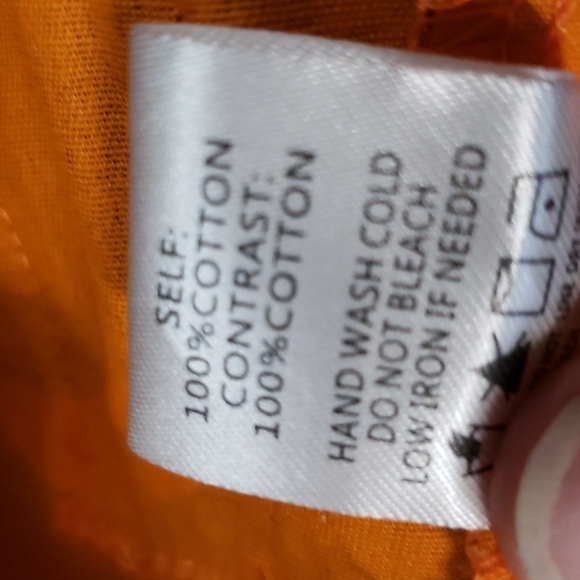 SELF:
100%COTTON
CONTRAST:
100%COTTON
HAND WASH COLD
DO NOT BLEACH
LOW IRON IF NEEDED